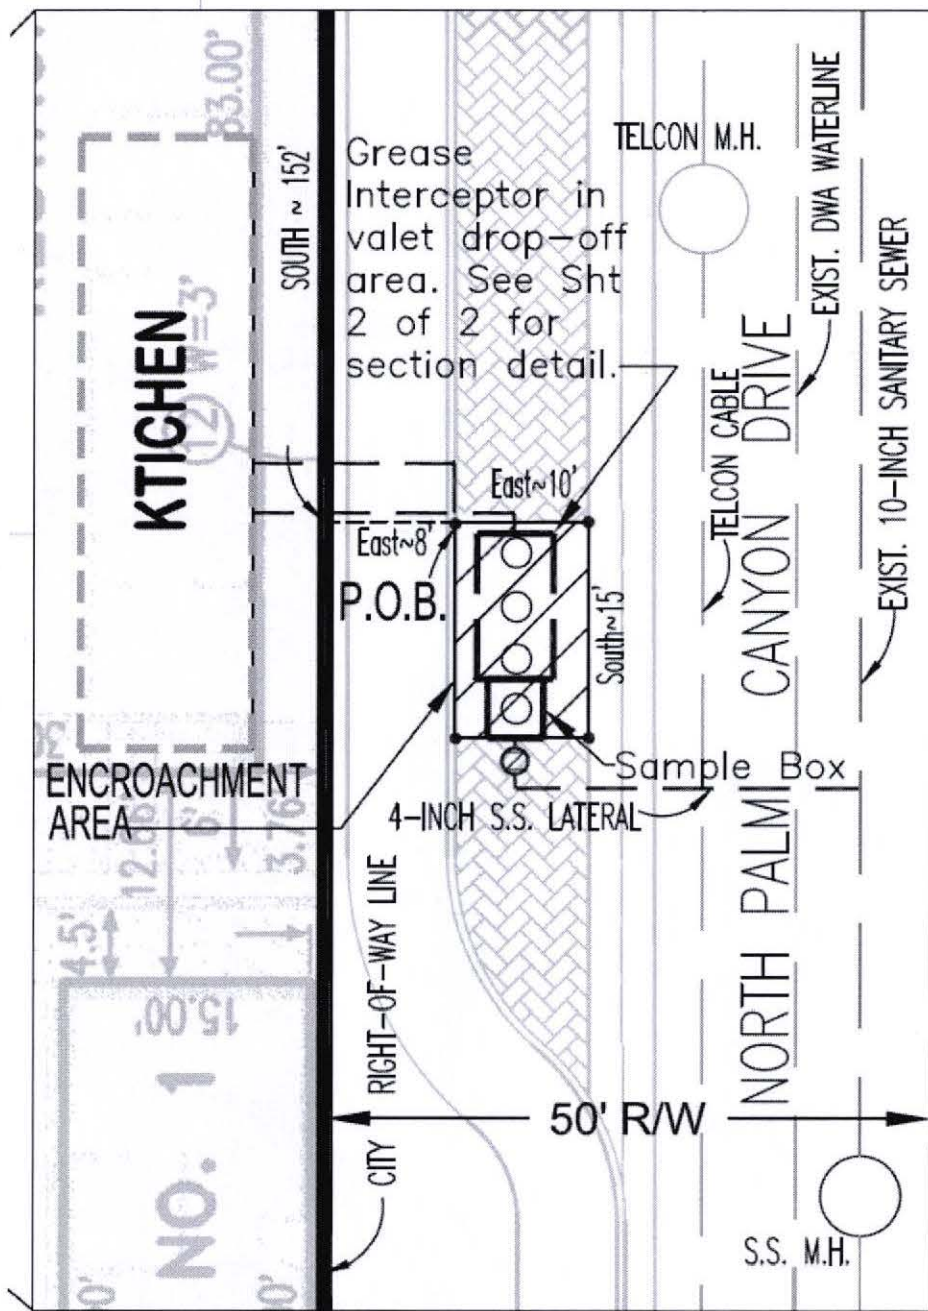 83.00'
SOUTH ~ 152'
Grease
Interceptor in
valet drop-off
area. See Sht
2 of 2 for
section detail.
TELCON M.H.
EXIST. DWA WATERLINE
EXIST. 10-INCH SANITARY SEWER
TELCON CABLE
NORTH PALM CANYON DRIVE
KTICHEN
12
W=3'
East~10'
East~8'
P.O.B.
South~15'
ENCROACHMENT
AREA
Sample Box
4-INCH S.S. LATERAL
12.66'
6'
3.76'
4.5'
15.00'
NO. 1
CITY RIGHT-OF-WAY LINE
50' R/W
S.S. M.H.